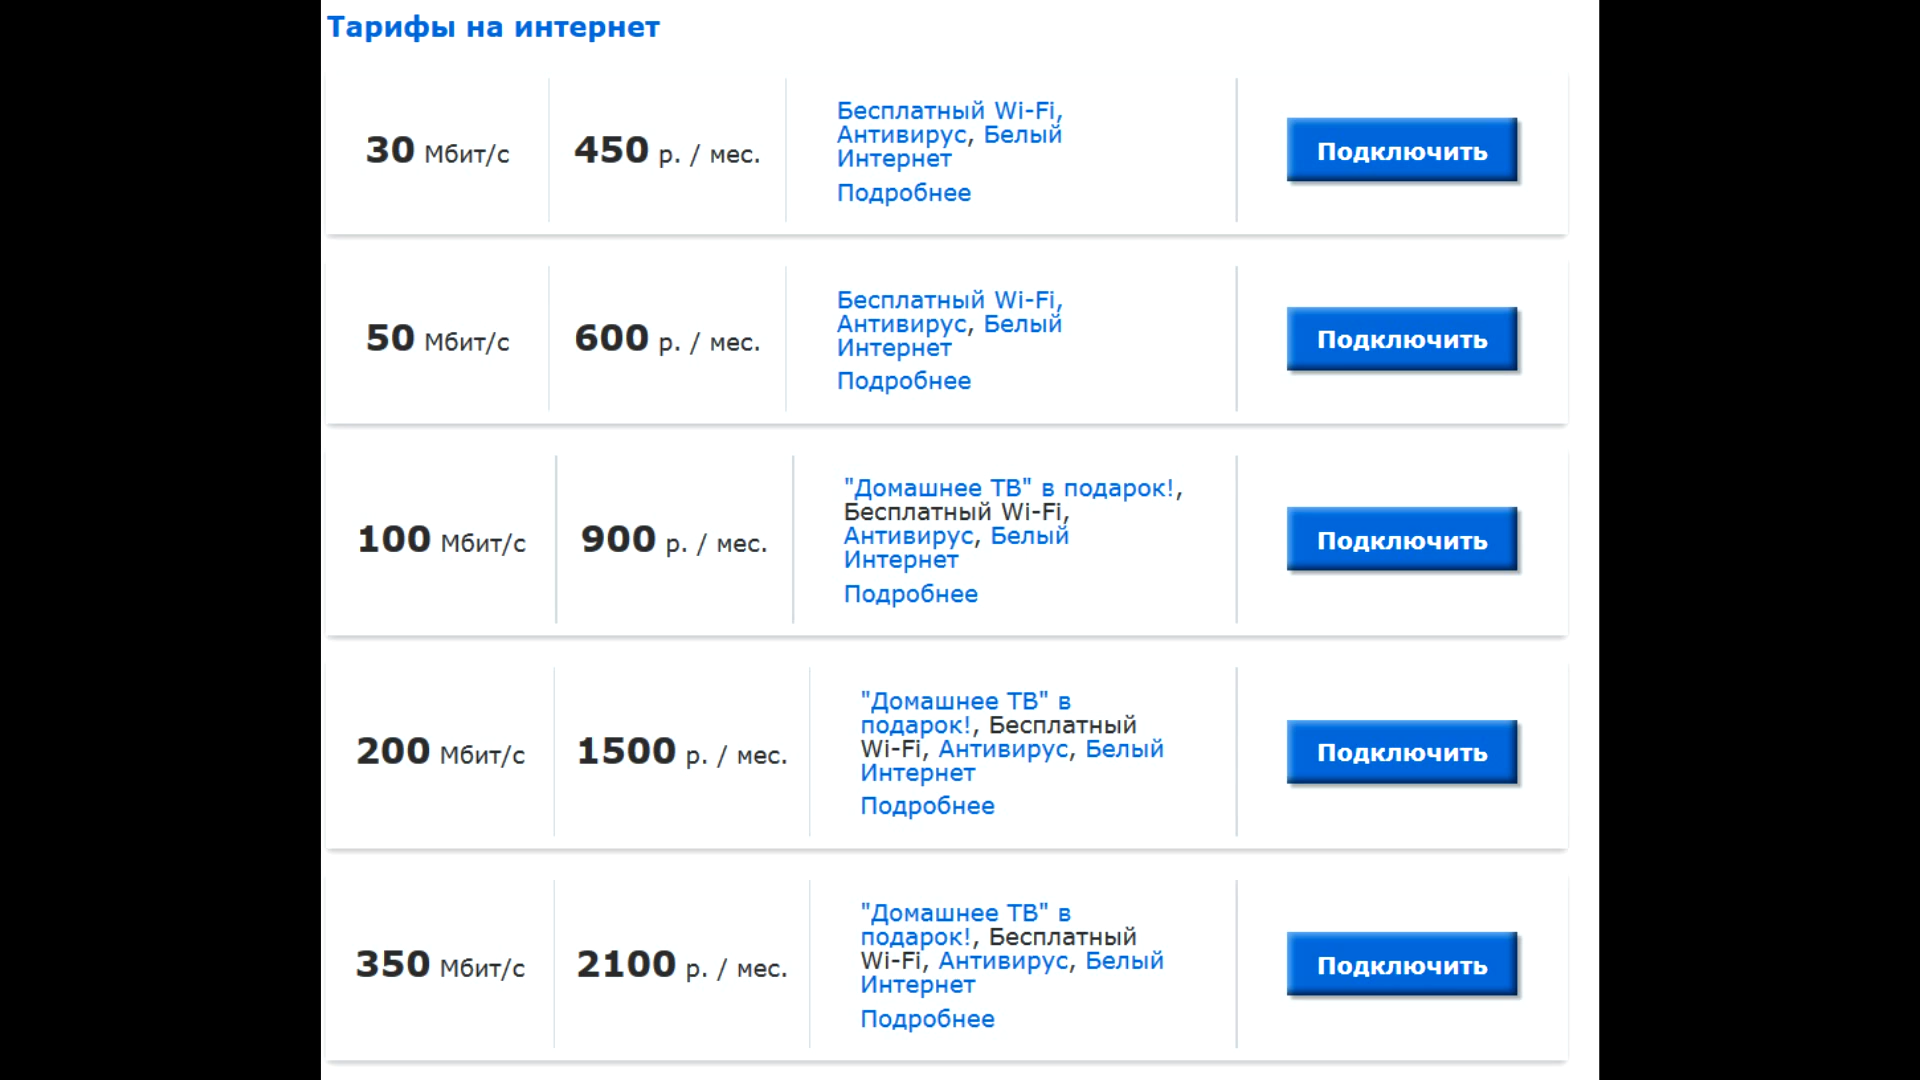 Тарифы на интернет
30 Мбит/с
450 р. / мес.
Бесплатный Wi-Fi,
Антивирус, Белый
Интернет
Подробнее
Подключить
50 Мбит/с
600 р. / мес.
Бесплатный Wi-Fi,
Антивирус, Белый
Интернет
Подробнее
Подключить
100 Мбит/с
900 р. / мес.
"Домашнее ТВ" в подарок!,
Бесплатный Wi-Fi,
Антивирус, Белый
Интернет
Подробнее
Подключить
200 Мбит/с
1500 р. / мес.
"Домашнее ТВ" в
подарок!, Бесплатный
Wi-Fi, Антивирус, Белый
Интернет
Подробнее
Подключить
350 Мбит/с
2100 р. / мес.
"Домашнее ТВ" в
подарок!, Бесплатный
Wi-Fi, Антивирус, Белый
Интернет
Подробнее
Подключить